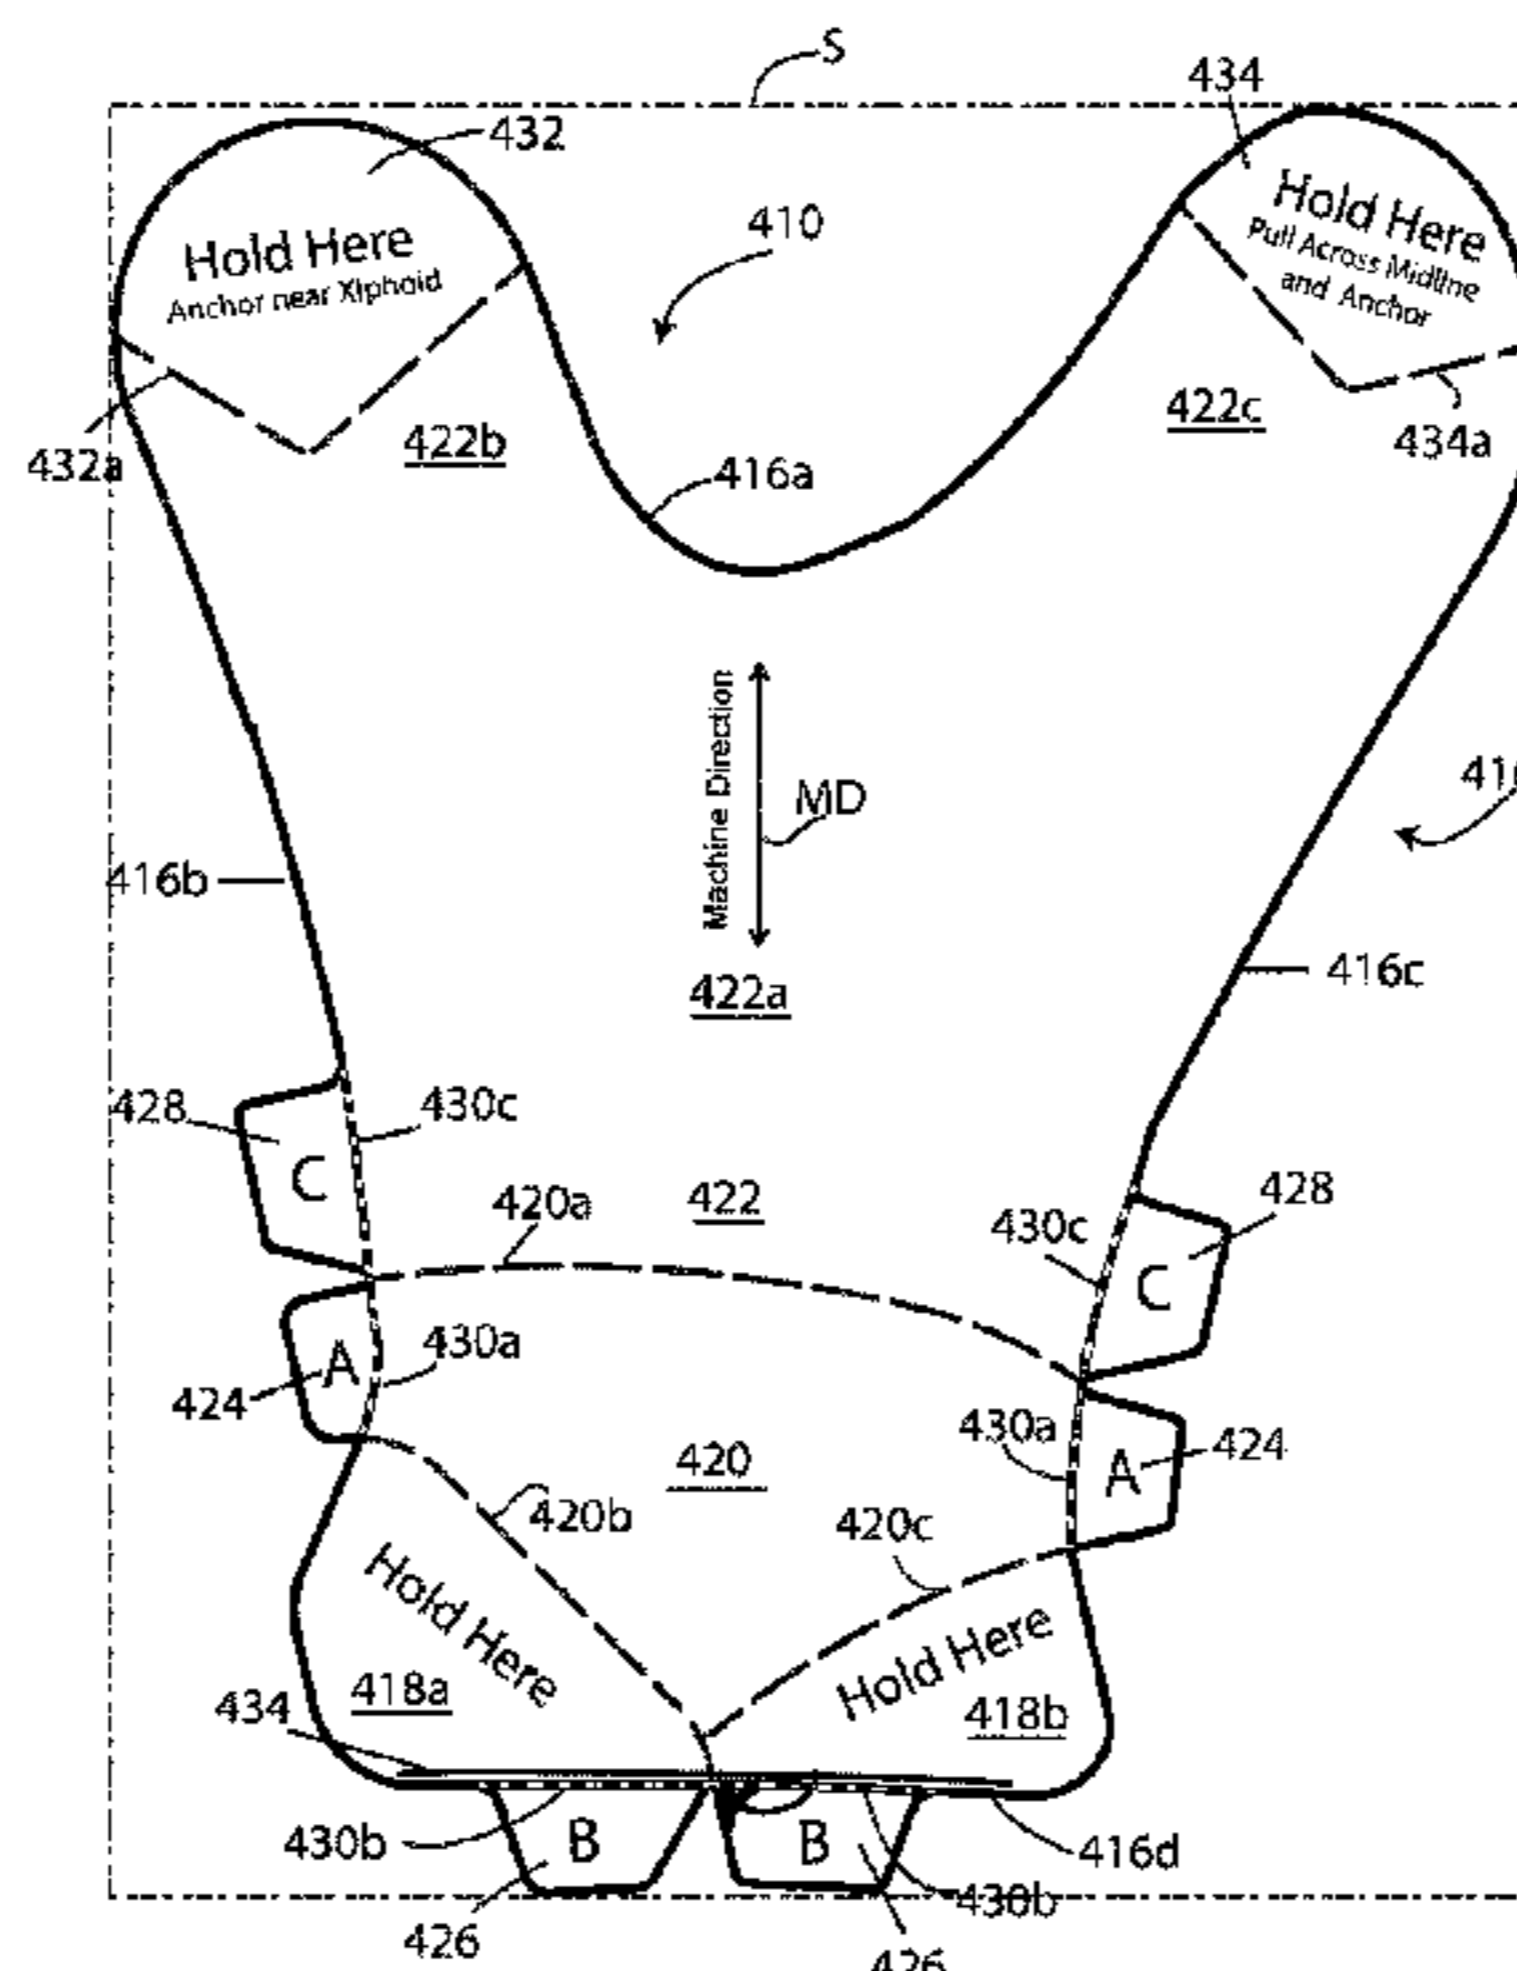 S
434
432
Hold Here
Anchor near Xiphoid
410
Hold Here
Pull Across Midline
and Anchor
432a
422b
416a
422c
434a
Machine Direction
MD
416b
422a
416c
428
430c
C
420a
422
430c
428
C
424
A
430a
420
430a
A
424
420b
420c
Hold Here
Hold Here
418a
418b
434
430b
B
B
416d
430b
426
426